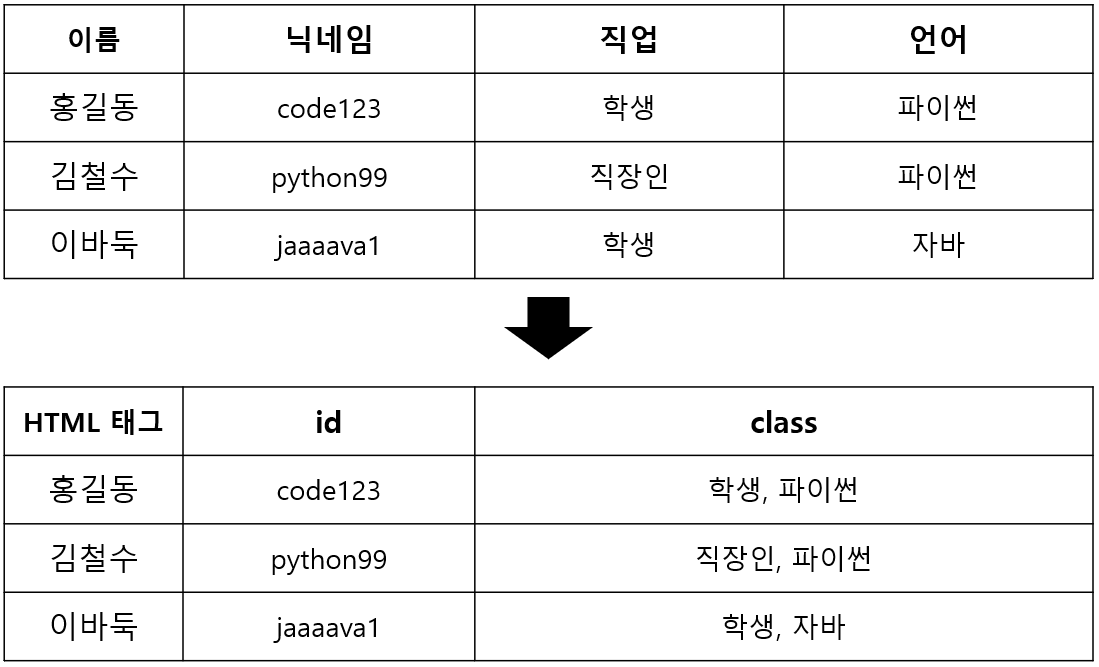 이름 닉네임 직업 언어
홍길동 code123 학생 파이썬
김철수 python99 직장인 파이썬
이바둑 jaaaava1 학생 자바
HTML 태그 id class
홍길동 code123 학생, 파이썬
김철수 python99 직장인, 파이썬
이바둑 jaaaava1 학생, 자바